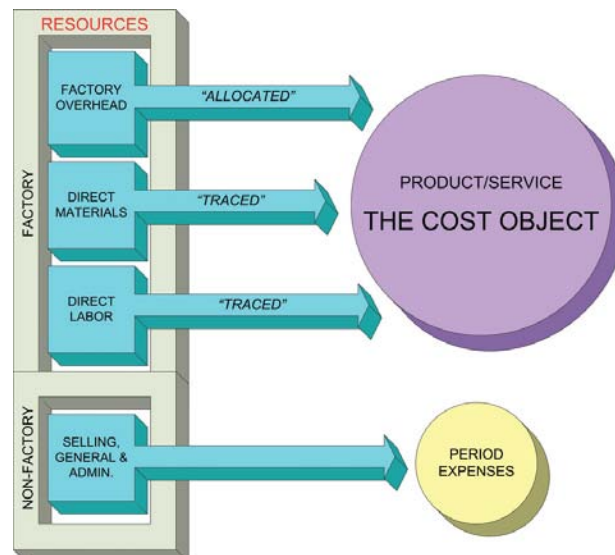 RESOURCES
FACTORY
FACTORY
OVERHEAD
“ALLOCATED”
DIRECT
MATERIALS
“TRACED”
DIRECT
LABOR
“TRACED”
PRODUCT/SERVICE
THE COST OBJECT
NON-FACTORY
SELLING,
GENERAL &
ADMIN.
PERIOD
EXPENSES